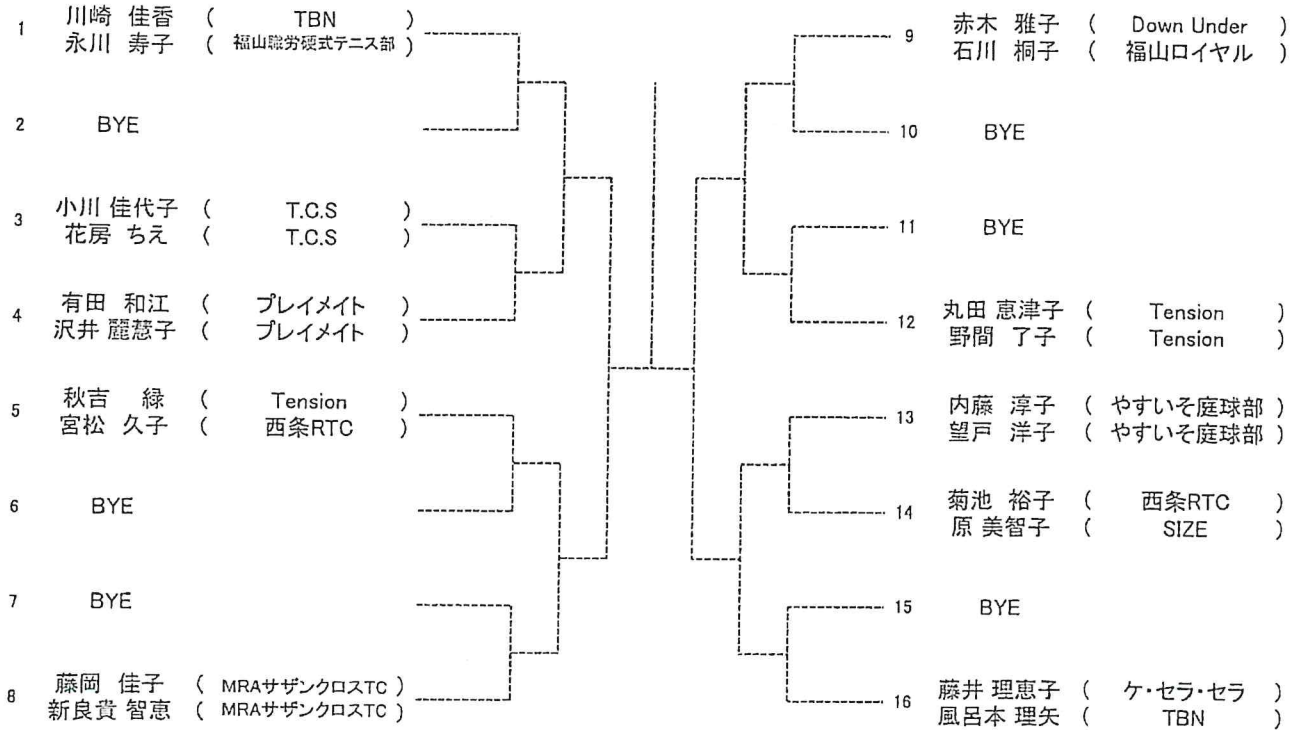 1 川崎 佳香 ( TBN )
永川 寿子 ( 福山職労硬式テニス部 )
2 BYE
3 小川 佳代子 ( T.C.S )
花房 ちえ ( T.C.S )
4 有田 和江 ( プレイメイト )
沢井 麗慧子 ( プレイメイト )
5 秋吉 緑 ( Tension )
宮松 久子 ( 西条RTC )
6 BYE
7 BYE
8 藤岡 佳子 ( MRAサザンクロスTC )
新良貴 智恵 ( MRAサザンクロスTC )
9 赤木 雅子 ( Down Under )
石川 桐子 ( 福山ロイヤル )
10 BYE
11 BYE
12 丸田 恵津子 ( Tension )
野間 了子 ( Tension )
13 内藤 淳子 ( やすいそ庭球部 )
望戸 洋子 ( やすいそ庭球部 )
14 菊池 裕子 ( 西条RTC )
原 美智子 ( SIZE )
15 BYE
16 藤井 理恵子 ( ケ・セラ・セラ )
風呂本 理矢 ( TBN )